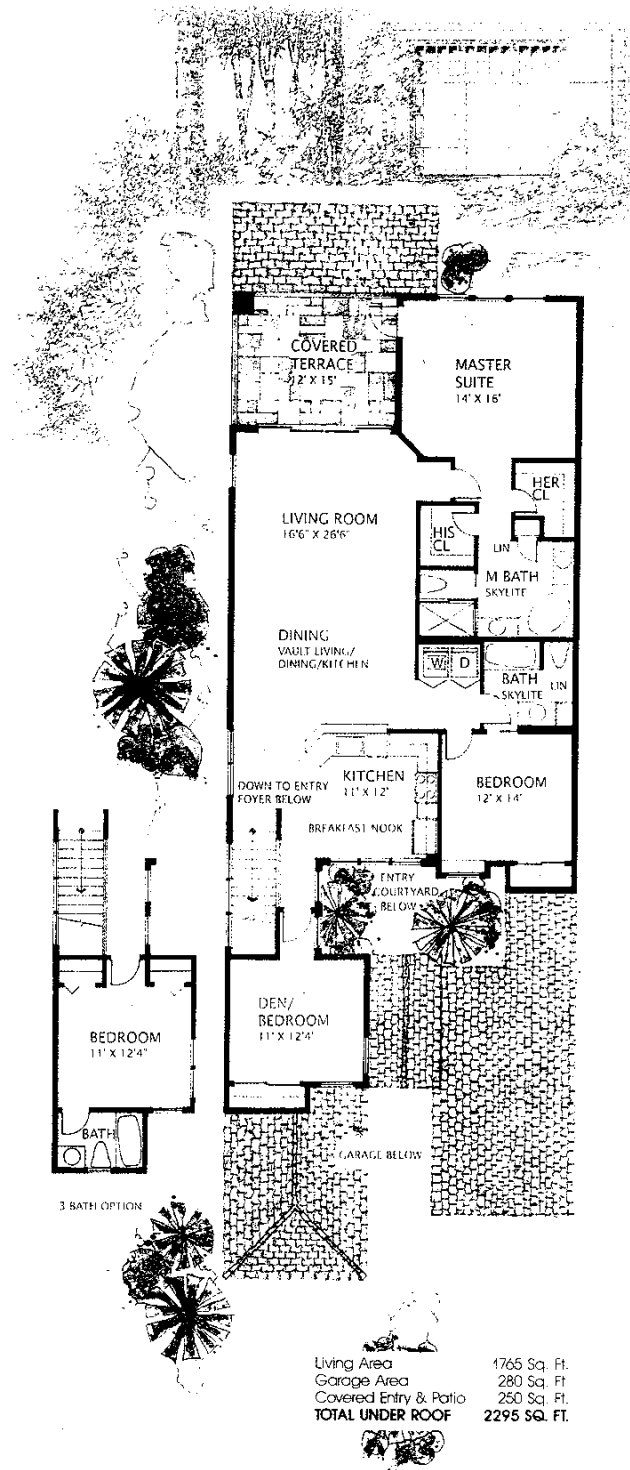 COVERED
TERRACE
12' X 15'
MASTER
SUITE
14' X 16'
HER
CL
HIS
CL
LIVING ROOM
16'6" X 26'6"
LIN
M BATH
SKYLITE
DINING
VAULT LIVING/
DINING/KITCHEN
W D
BATH
SKYLITE
LIN
KITCHEN
11' X 12'
BEDROOM
12' X 14'
DOWN TO ENTRY
FOYER BELOW
BREAKFAST NOOK
ENTRY
COURTYARD
BELOW
DEN/
BEDROOM
11' X 12'4"
BEDROOM
11' X 12'4"
BATH
GARAGE BELOW
3 BATH OPTION
Living Area 1765 Sq. Ft.
Garage Area 280 Sq. Ft
Covered Entry & Patio 250 Sq. Ft.
TOTAL UNDER ROOF 2295 SQ. FT.